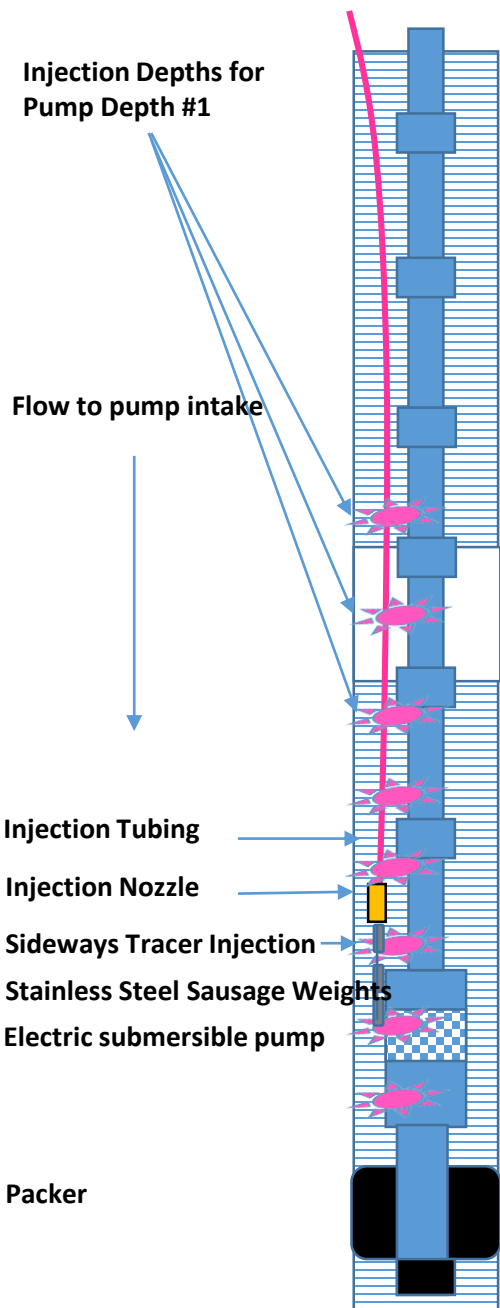 Injection Depths for
Pump Depth #1
Flow to pump intake
Injection Tubing
Injection Nozzle
Sideways Tracer Injection
Stainless Steel Sausage Weights
Electric submersible pump
Packer